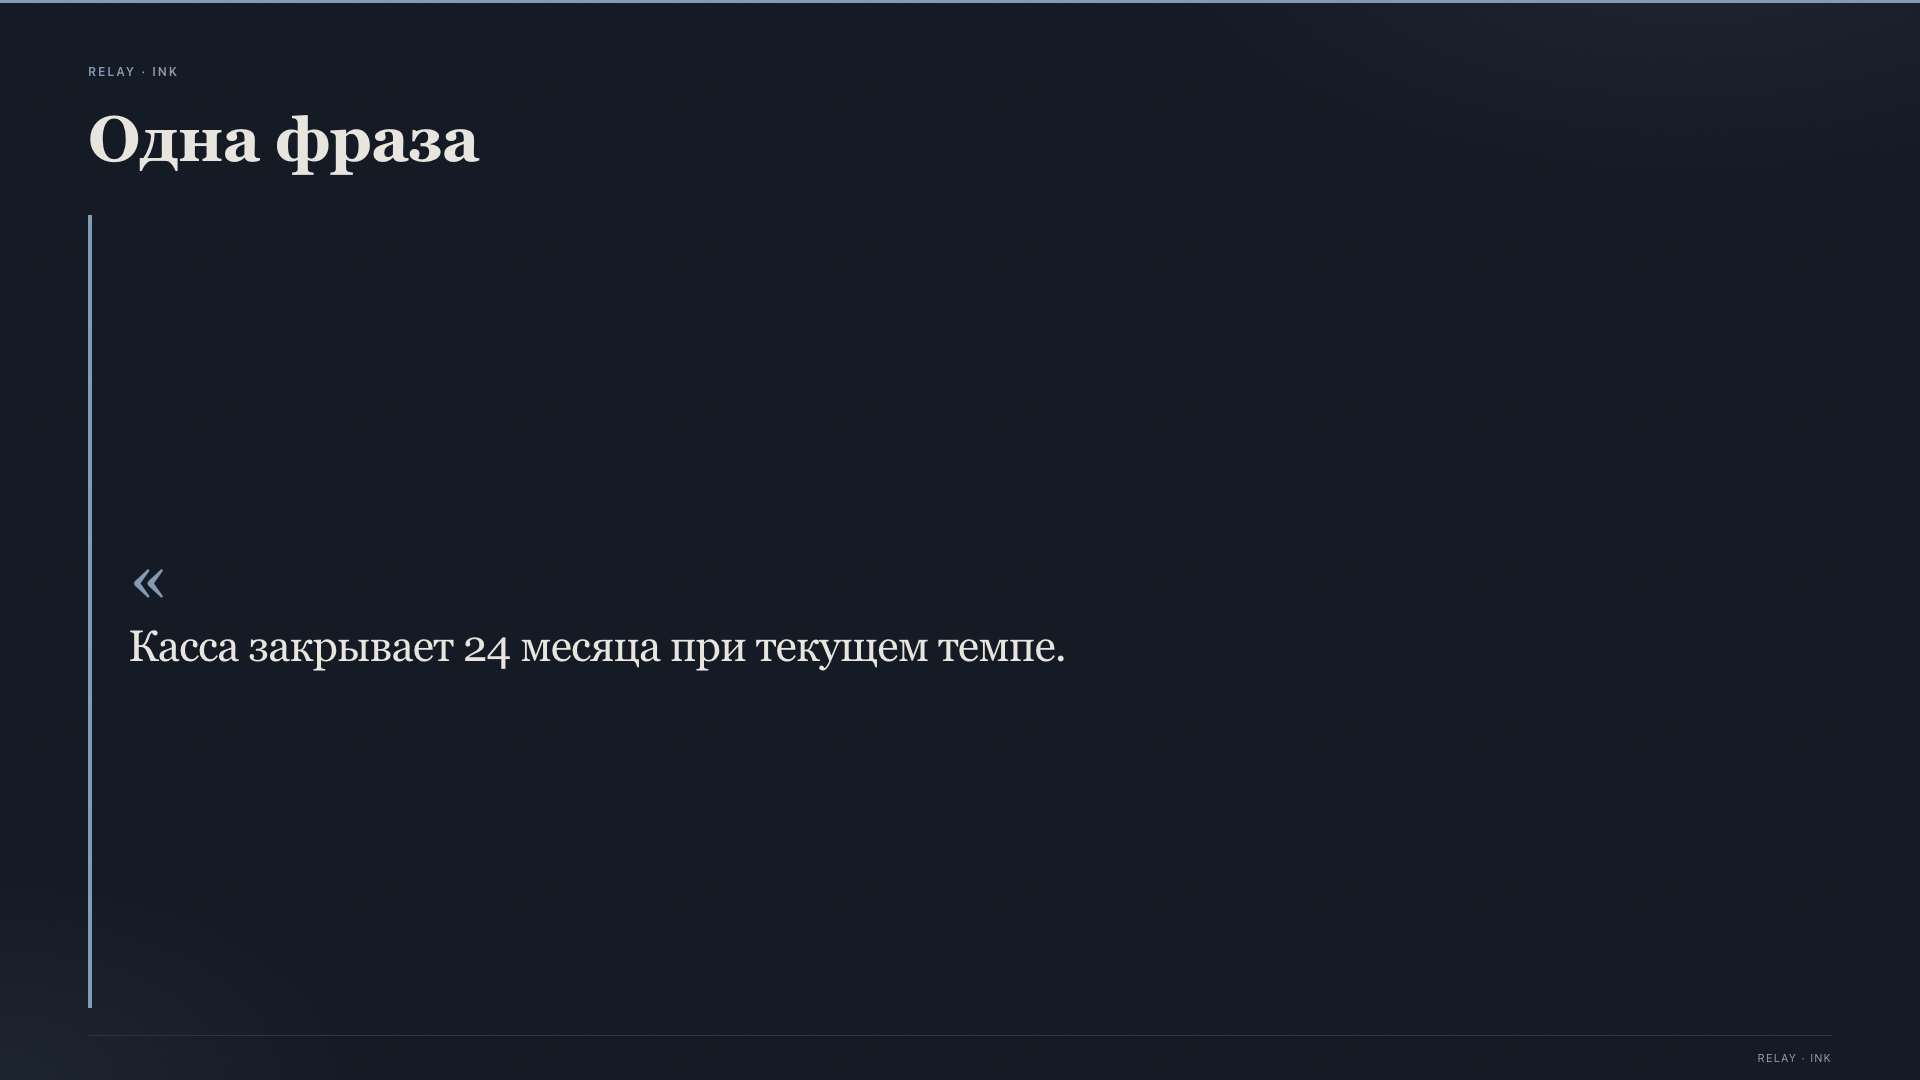 RELAY · INK
Одна фраза
«
Касса закрывает 24 месяца при текущем темпе.
RELAY · INK